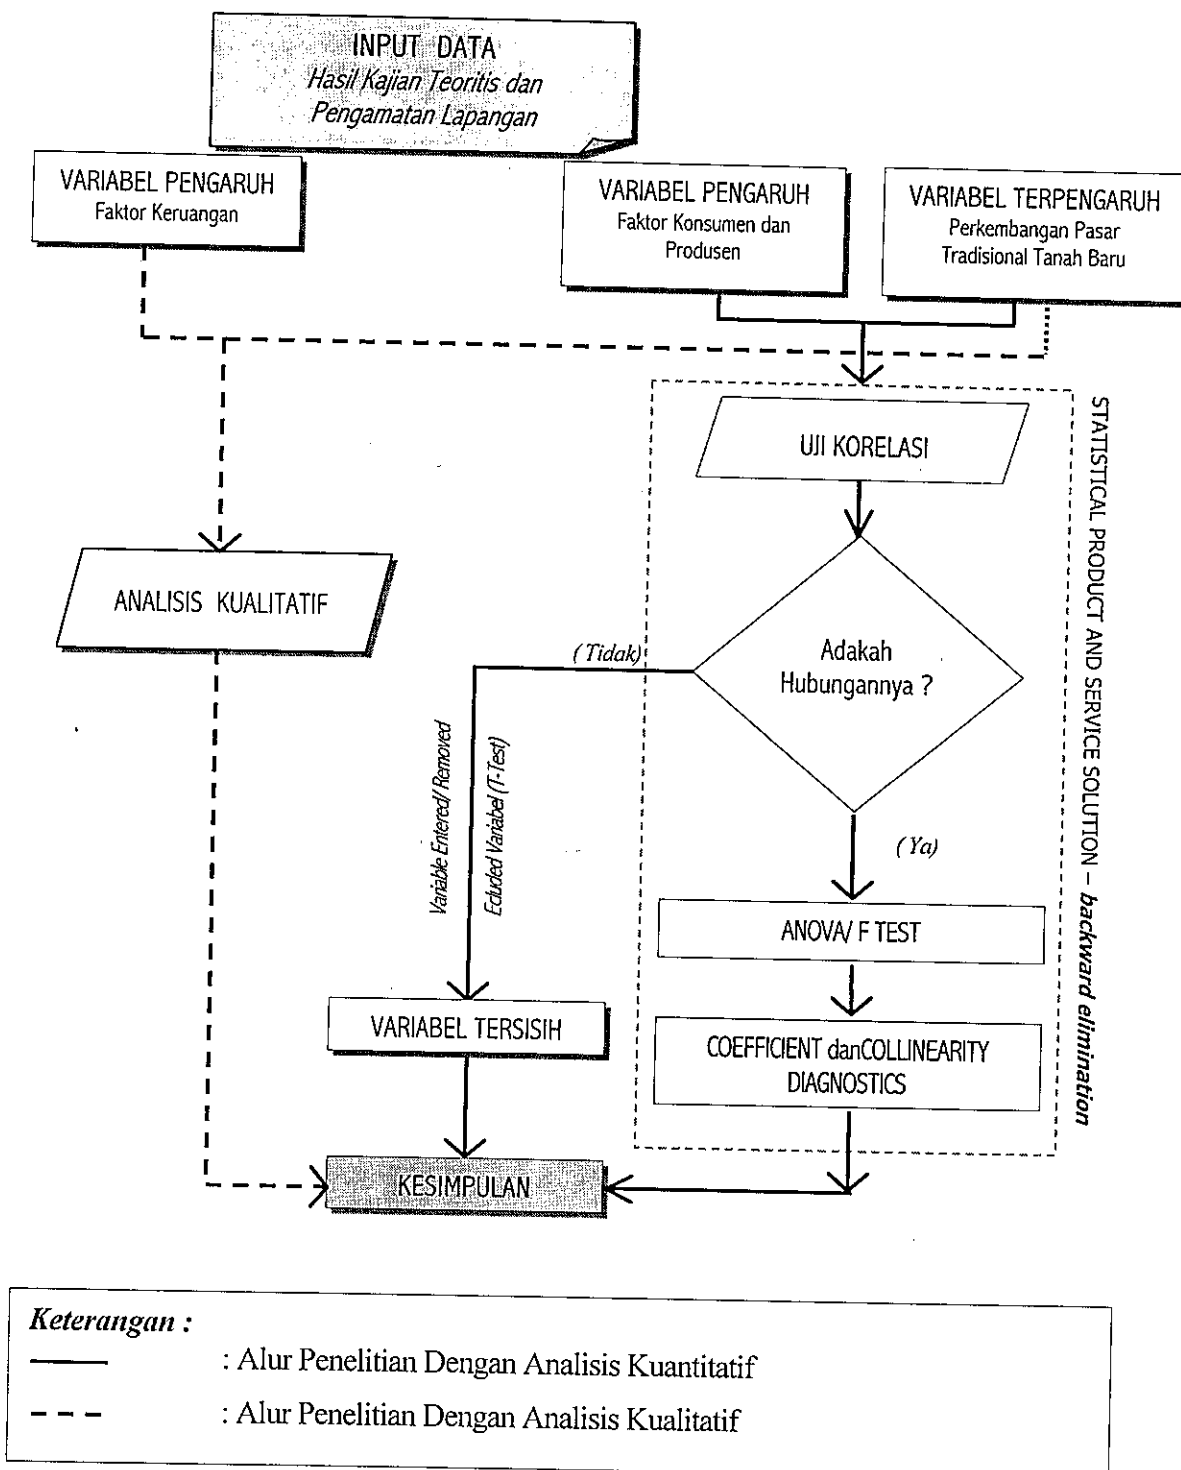 INPUT DATA
Hasil Kajian Teoritis dan
Pengamatan Lapangan
VARIABEL PENGARUH
Faktor Keruangan
VARIABEL PENGARUH
Faktor Konsumen dan
Produsen
VARIABEL TERPENGARUH
Perkembangan Pasar
Tradisional Tanah Baru
UJI KORELASI
ANALISIS KUALITATIF
Adakah
Hubungannya ?
(Tidak)
(Ya)
Variable Entered/ Removed
Ecluded Variabel (T-Test)
ANOVA/ F TEST
VARIABEL TERSISIH
COEFFICIENT danCOLLINEARITY
DIAGNOSTICS
STATISTICAL PRODUCT AND SERVICE SOLUTION – backward elimination
KESIMPULAN
Keterangan :
: Alur Penelitian Dengan Analisis Kuantitatif
: Alur Penelitian Dengan Analisis Kualitatif